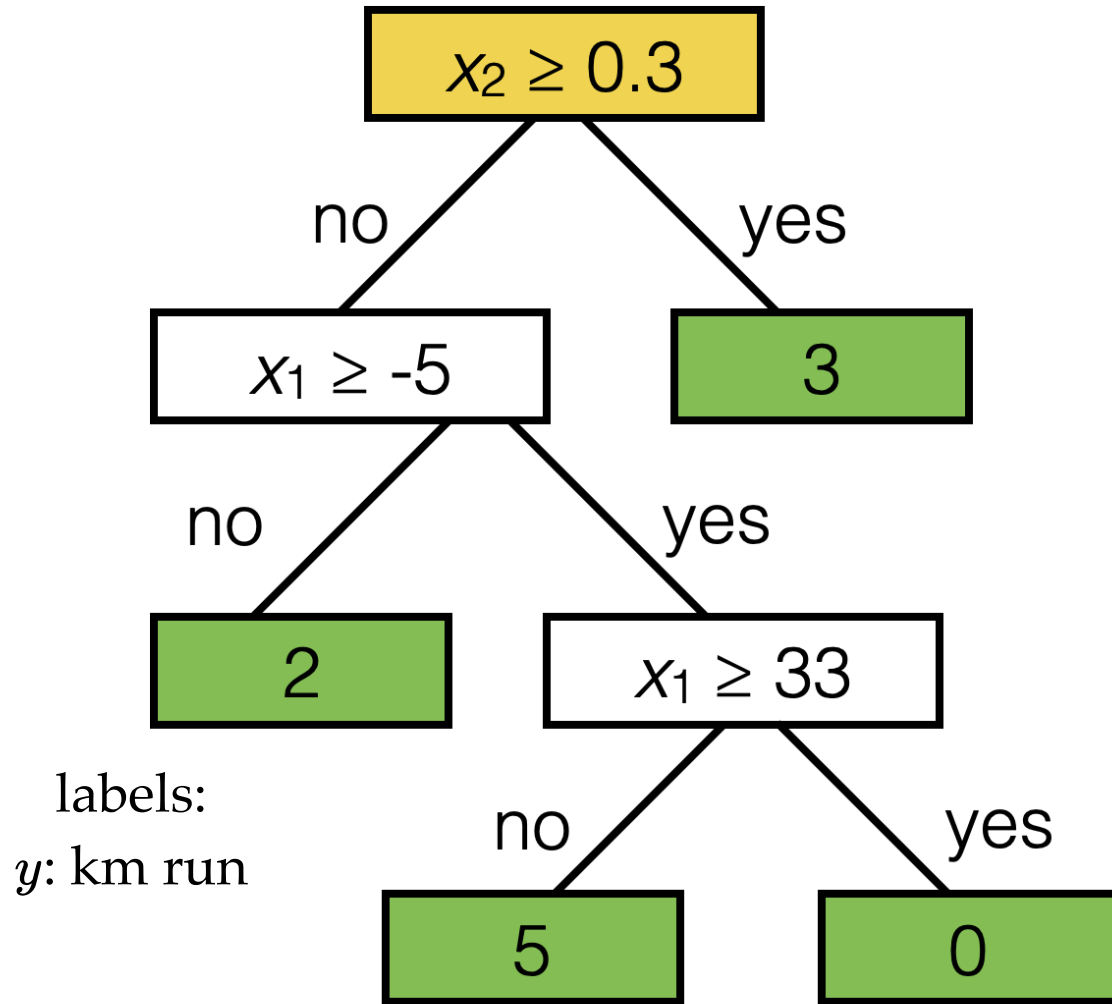 x₂ ≥ 0.3
no yes
x₁ ≥ -5
3
no yes
2
x₁ ≥ 33
labels:
y: km run
no yes
5
0